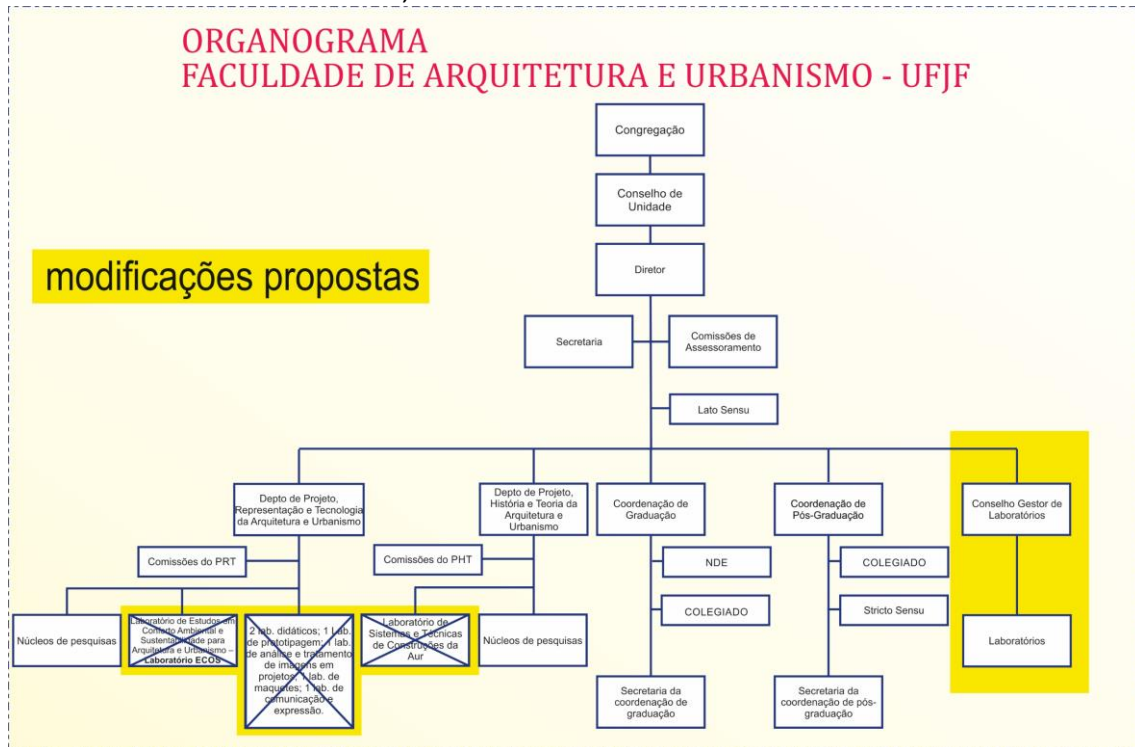 ORGANOGRAMA
FACULDADE DE ARQUITETURA E URBANISMO - UFJF
Congregação
Conselho de
Unidade
modificações propostas
Diretor
Secretaria
Comissões de
Assessoramento
Lato Sensu
Depto de Projeto,
Representação e Tecnologia
da Arquitetura e Urbanismo
Depto de Projeto,
História e Teoria da
Arquitetura e
Urbanismo
Coordenação de
Graduação
Coordenação de
Pós-Graduação
Conselho Gestor de
Laboratórios
Comissões do PRT
Comissões do PHT
NDE
COLEGIADO
COLEGIADO
Stricto Sensu
Núcleos de pesquisas
Laboratório de Estudos em
Conforto Ambiental e
Sustentabilidade para
Arquitetura e Urbanismo –
Laboratório ECOS
2 lab. didáticos; 1 Lab.
de prototipagem; 1 lab.
de análise e tratamento
de imagens em
projetos; 1 lab. de
maquetes; 1 lab. de
comunicação e
expressão.
Laboratório de
Sistemas e Técnicas
de Construções da
Aur
Núcleos de pesquisas
Laboratórios
Secretaria da
coordenação de
graduação
Secretaria da
coordenação de pós-
graduação